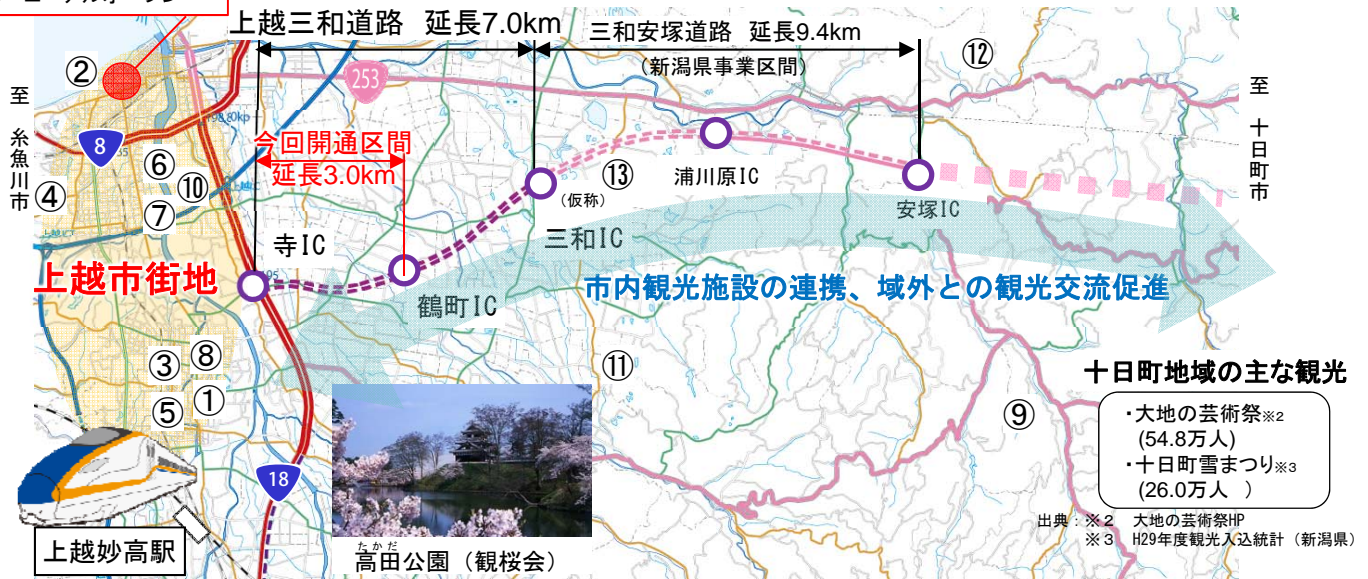 上越三和道路 延長7.0km
三和安塚道路 延長9.4km
(新潟県事業区間)
②
⑫
至 糸魚川市
至 十日町市
253
8
今回開通区間
延長3.0km
⑥
④
⑩
⑦
⑬
浦川原IC
(仮称)
三和IC
安塚IC
寺IC
上越市街地
鶴町IC
市内観光施設の連携、域外との観光交流促進
③
⑧
⑤
①
⑪
⑨
18
十日町地域の主な観光
・大地の芸術祭※2
(54.8万人)
・十日町雪まつり※3
(26.0万人 )
出典:※2 大地の芸術祭HP
※3 H29年度観光入込統計(新潟県)
上越妙高駅
たかだ
高田公園(観桜会)